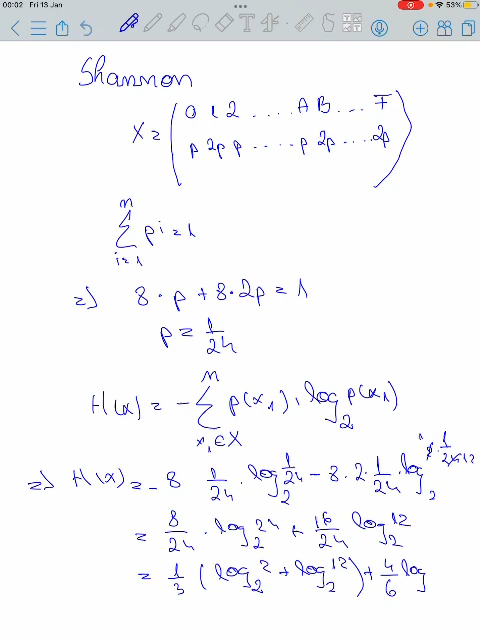 00:02 Fri 13 Jan 53%
Shannon
X = ( 0 1 2 .... A B .... F
p 2p p ..... p 2p .... 2p )
n
∑ pi = 1
i=1
=> 8 · p + 8 · 2p = 1
p = 1/24
H(x) = - ∑ p(x1) · log2 p(x1)
n
x1 ∈ X
=> H(x) = - 8 1/24 · log2 1/24 - 8 · 2 · 1/24 log2
= 8/24 · log2 24 + 16/24 log2 12
= 1/3 ( log2 2 + log2 12 ) + 4/6 log